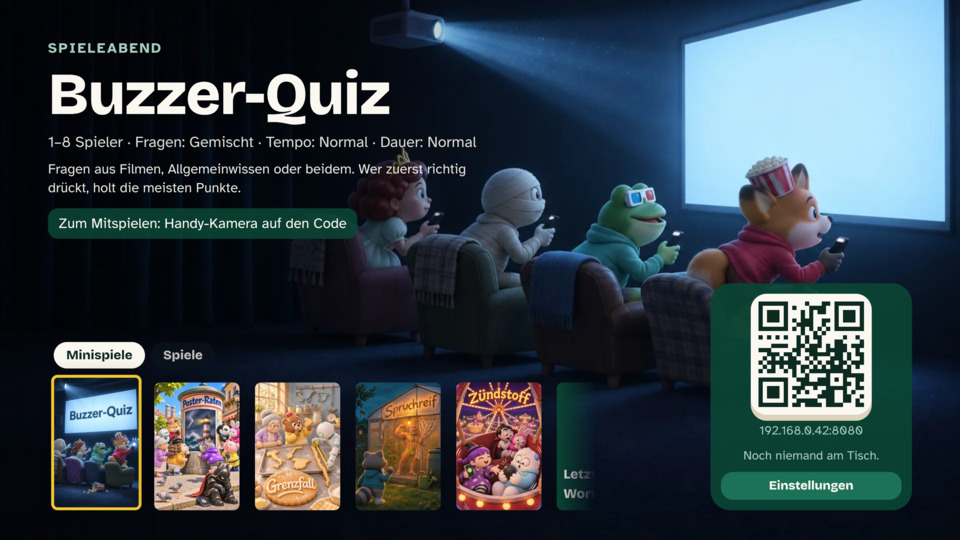 SPIELEABEND
Buzzer-Quiz
1–8 Spieler · Fragen: Gemischt · Tempo: Normal · Dauer: Normal
Fragen aus Filmen, Allgemeinwissen oder beidem. Wer zuerst richtig
drückt, holt die meisten Punkte.
Zum Mitspielen: Handy-Kamera auf den Code
Minispiele
Spiele
Buzzer-Quiz
Poster-Raten
Grenzfall
Spruchreif
Zündstoff
192.168.0.42:8080
Noch niemand am Tisch.
Einstellungen